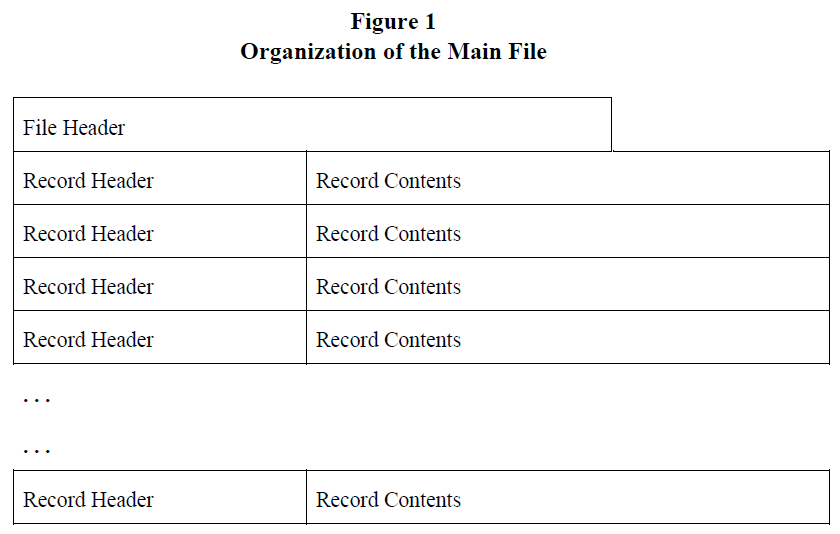 Figure 1
Organization of the Main File
File Header
Record Header Record Contents
Record Header Record Contents
Record Header Record Contents
Record Header Record Contents
. . .
. . .
Record Header Record Contents